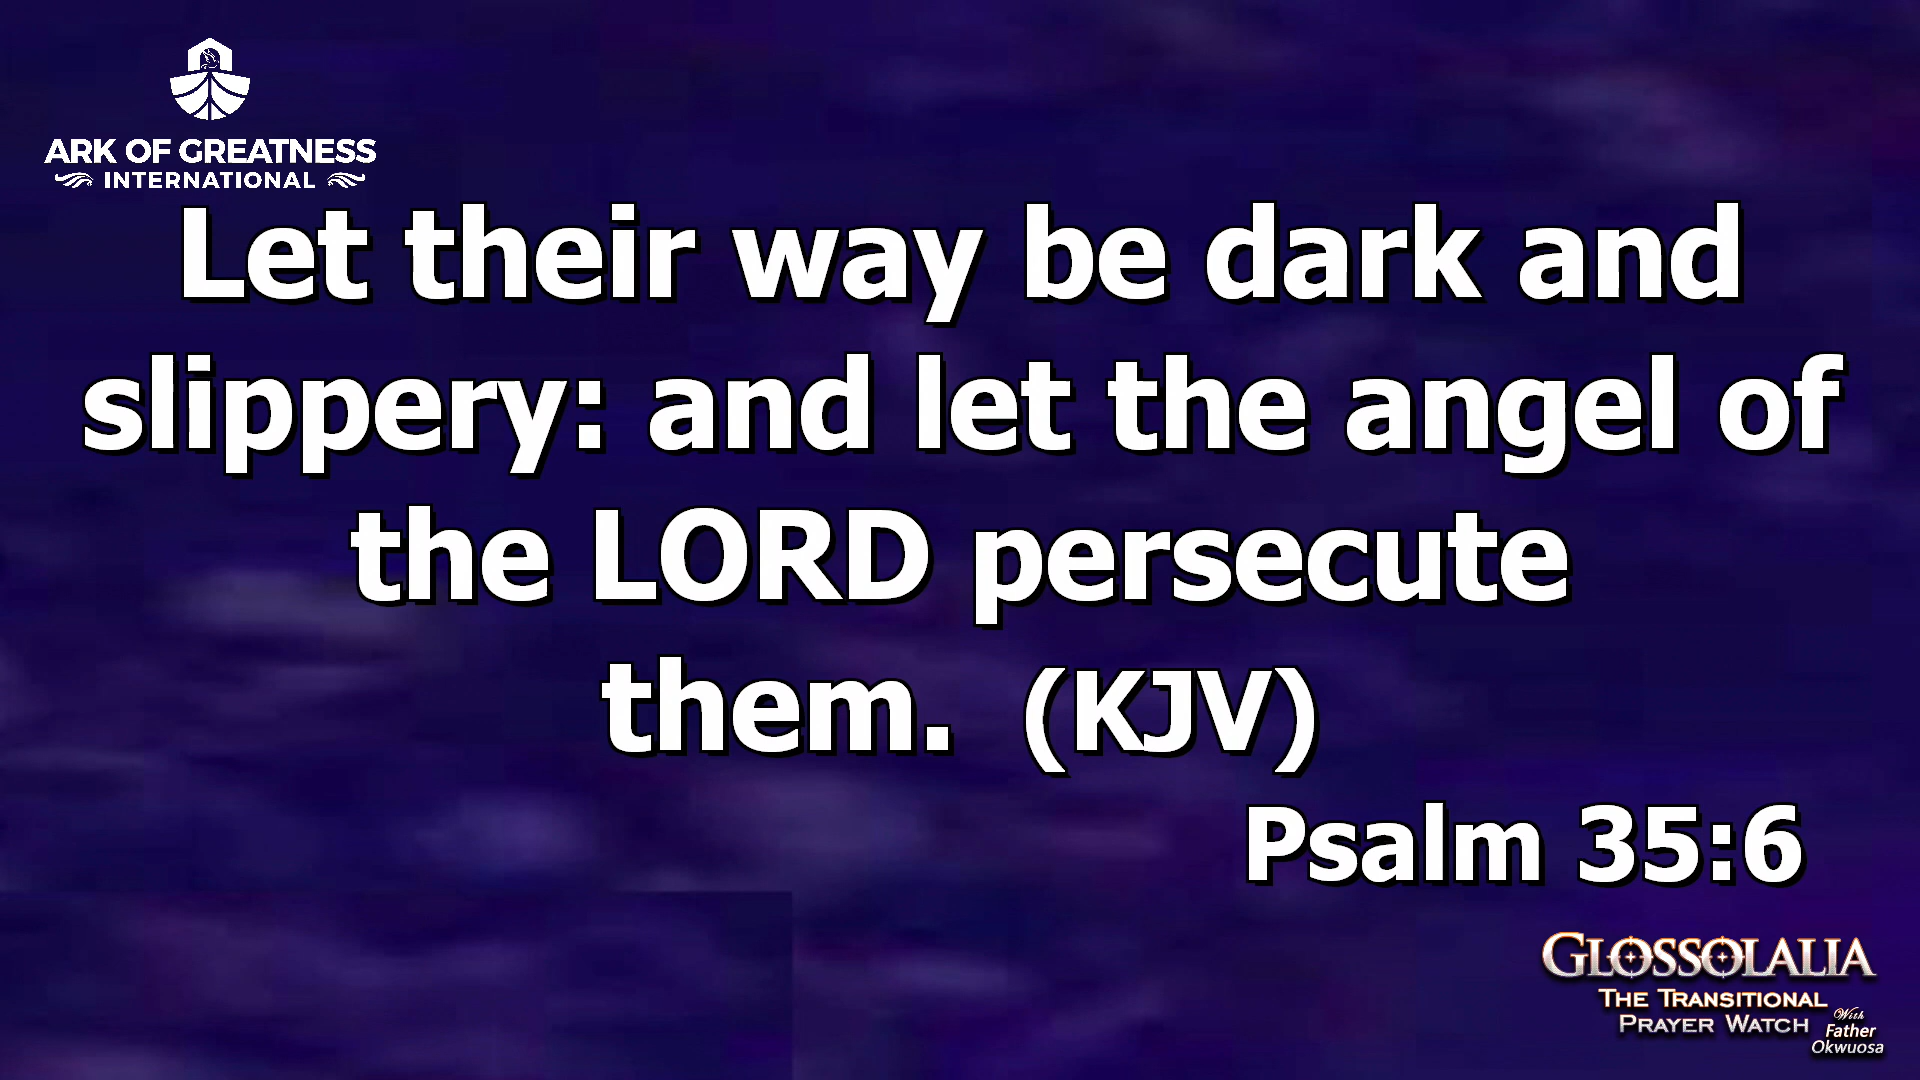 ARK OF GREATNESS
INTERNATIONAL
Let their way be dark and
slippery: and let the angel of
the LORD persecute
them. (KJV)
Psalm 35:6
GLOSSOLALIA
THE TRANSITIONAL
PRAYER WATCH With
Father
Okwuosa